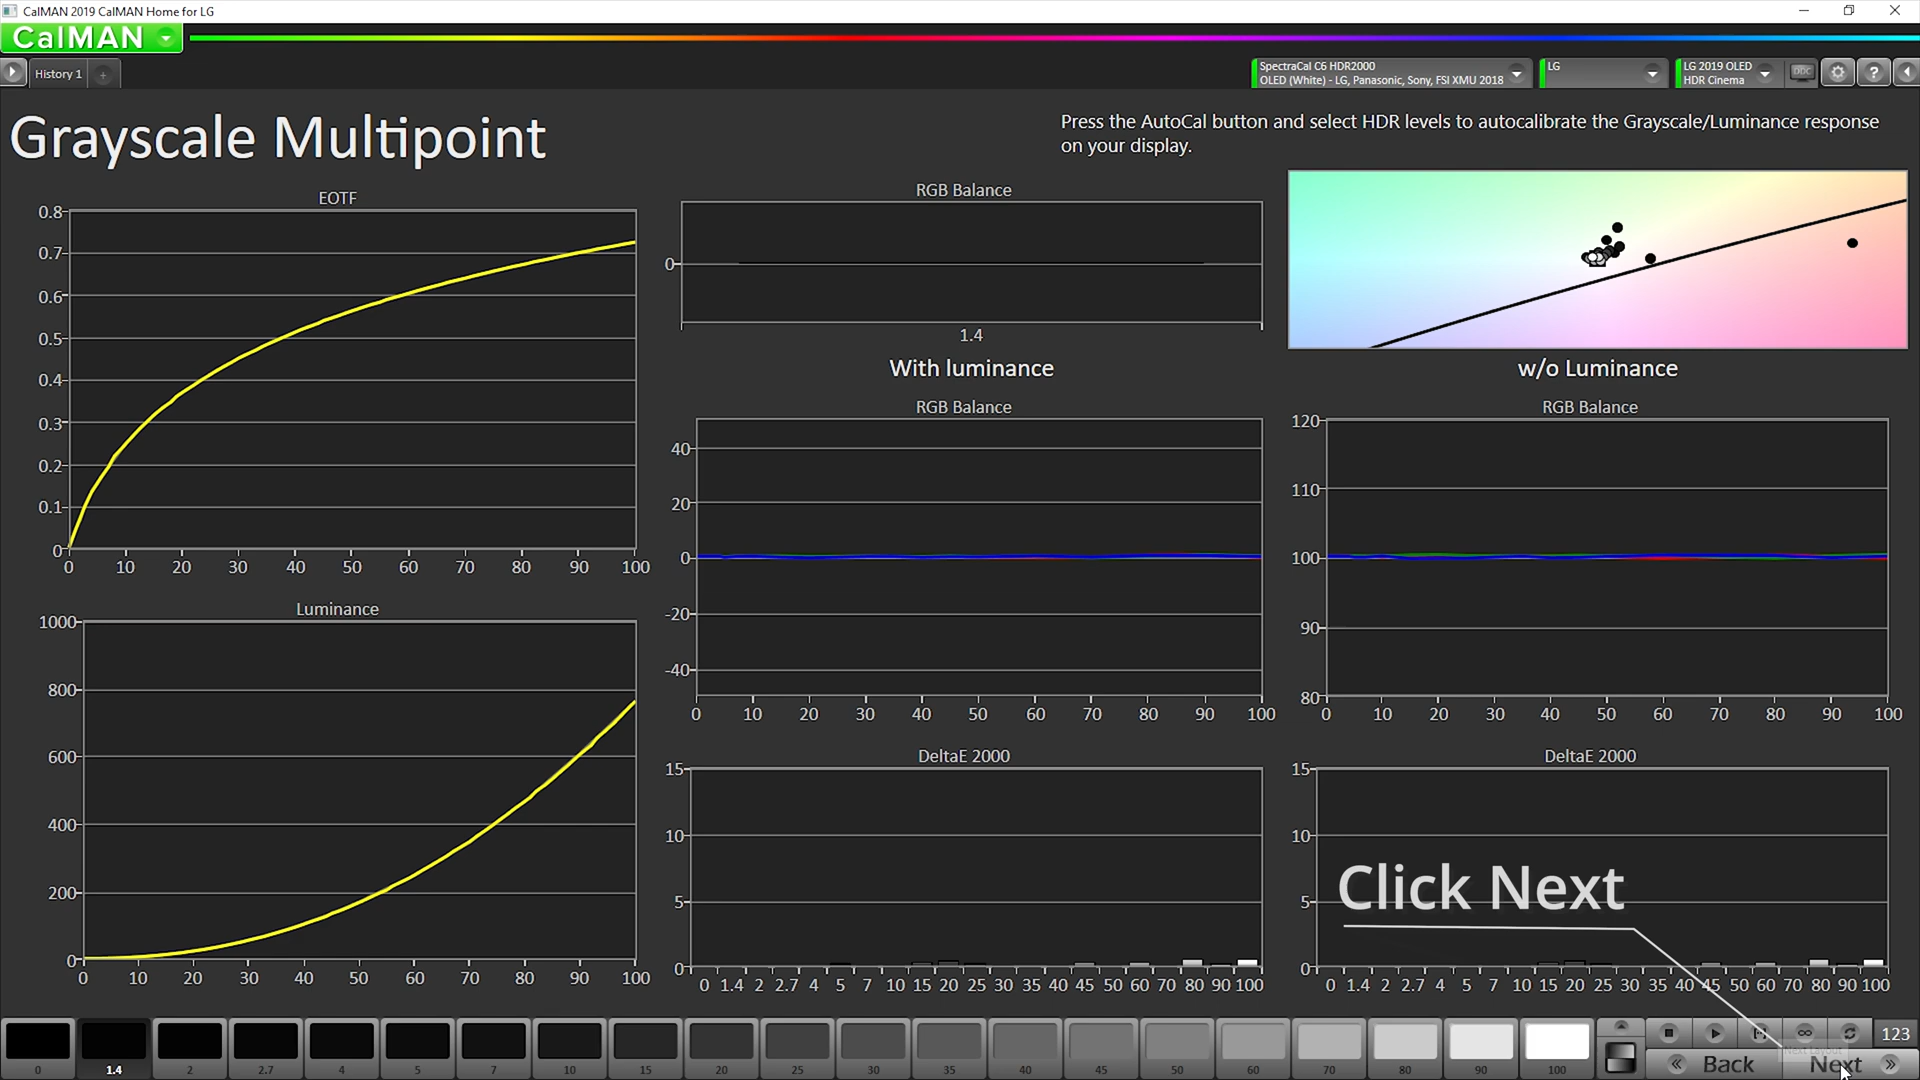 CalMAN 2019 CalMAN Home for LG
CalMAN
History 1
+
SpectraCal C6 HDR2000
OLED (White) - LG, Panasonic, Sony, FSI XMU 2018
LG
LG 2019 OLED
HDR Cinema
DDC
?
Grayscale Multipoint
Press the AutoCal button and select HDR levels to autocalibrate the Grayscale/Luminance response
on your display.
EOTF
0.8
0.7
0.6
0.5
0.4
0.3
0.2
0.1
0
0 10 20 30 40 50 60 70 80 90 100
RGB Balance
0
1.4
With luminance
w/o Luminance
RGB Balance
40
20
0
-20
-40
0 10 20 30 40 50 60 70 80 90 100
RGB Balance
120
110
100
90
80
0 10 20 30 40 50 60 70 80 90 100
Luminance
1000
800
600
400
200
0
0 10 20 30 40 50 60 70 80 90 100
DeltaE 2000
15
10
5
0
0 1.4 2 2.7 4 5 7 10 15 20 25 30 35 40 45 50 60 70 80 90 100
DeltaE 2000
15
10
5
0
0 1.4 2 2.7 4 5 7 10 15 20 25 30 35 40 45 50 60 70 80 90 100
Click Next
0 1.4 2 2.7 4 5 7 10 15 20 25 30 35 40 45 50 60 70 80 90 100
123
Next Layout
Back
Next